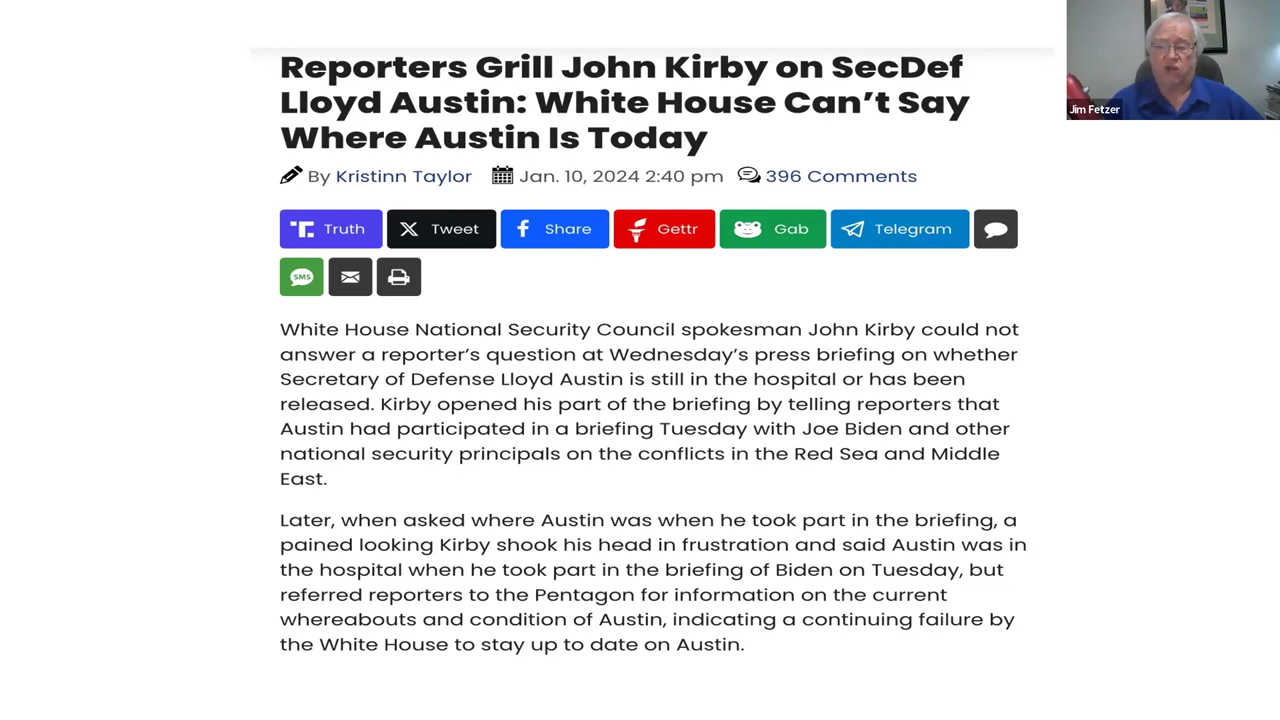 Reporters Grill John Kirby on SecDef
Lloyd Austin: White House Can’t Say
Where Austin Is Today
By Kristinn Taylor Jan. 10, 2024 2:40 pm 396 Comments
Truth Tweet Share Gettr Gab Telegram
SMS
White House National Security Council spokesman John Kirby could not
answer a reporter’s question at Wednesday’s press briefing on whether
Secretary of Defense Lloyd Austin is still in the hospital or has been
released. Kirby opened his part of the briefing by telling reporters that
Austin had participated in a briefing Tuesday with Joe Biden and other
national security principals on the conflicts in the Red Sea and Middle
East.
Later, when asked where Austin was when he took part in the briefing, a
pained looking Kirby shook his head in frustration and said Austin was in
the hospital when he took part in the briefing of Biden on Tuesday, but
referred reporters to the Pentagon for information on the current
whereabouts and condition of Austin, indicating a continuing failure by
the White House to stay up to date on Austin.
Jim Fetzer